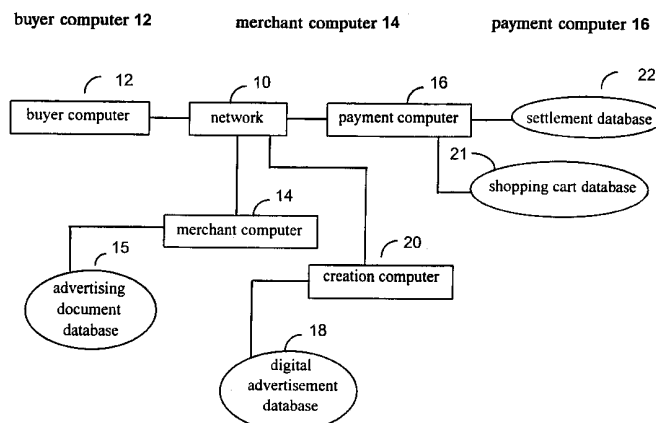 buyer computer 12 merchant computer 14 payment computer 16
12 10 16 22
buyer computer network payment computer settlement database
21
shopping cart database
14
merchant computer
15 20
advertising
document
database
creation computer
18
digital
advertisement
database